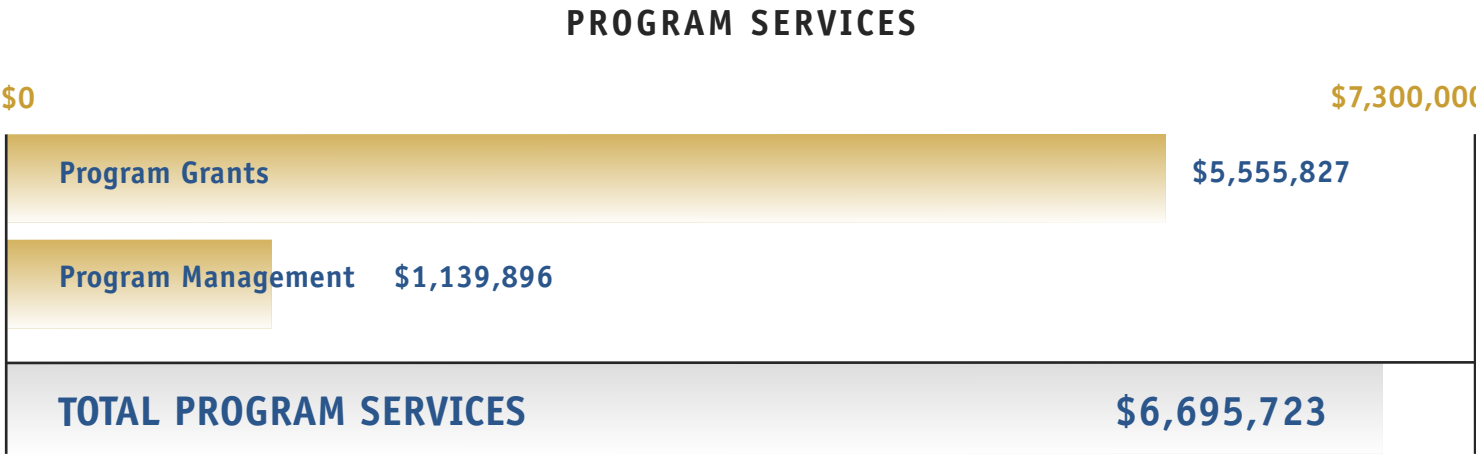 PROGRAM SERVICES
$0 $7,300,000
Program Grants $5,555,827
Program Management $1,139,896
TOTAL PROGRAM SERVICES $6,695,723